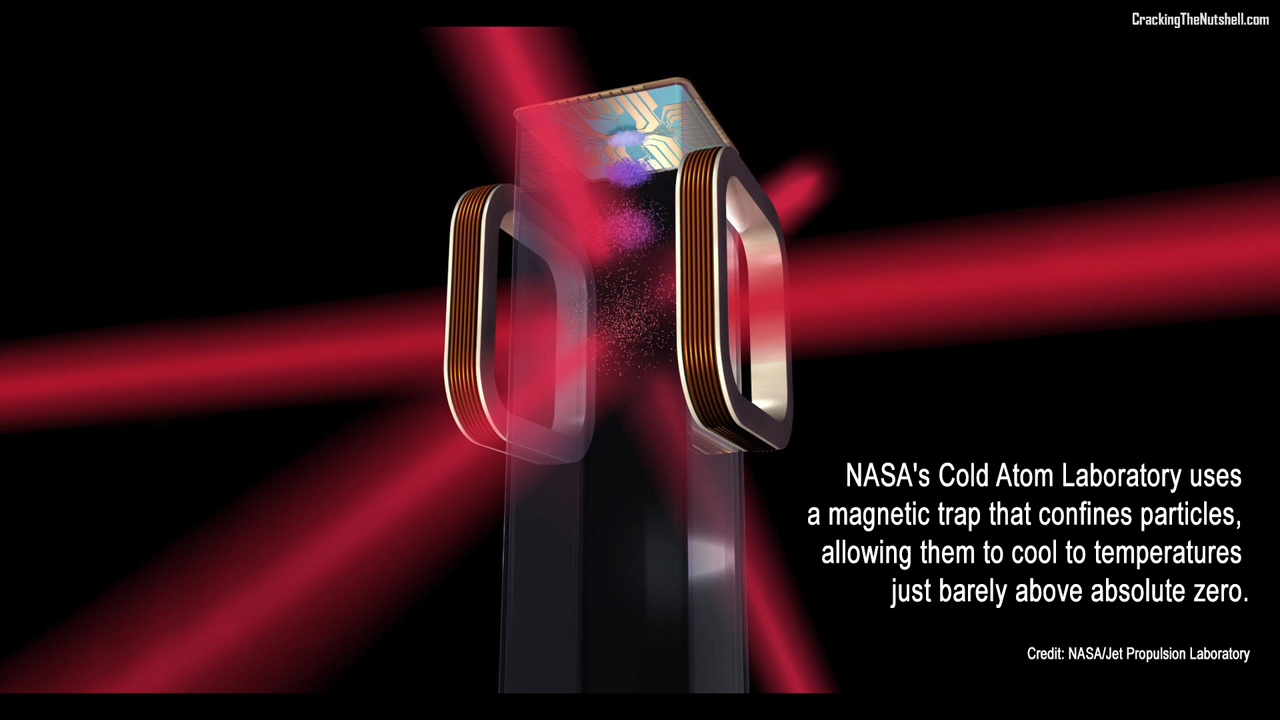 CrackingTheNutshell.com
NASA's Cold Atom Laboratory uses
a magnetic trap that confines particles,
allowing them to cool to temperatures
just barely above absolute zero.
Credit: NASA/Jet Propulsion Laboratory